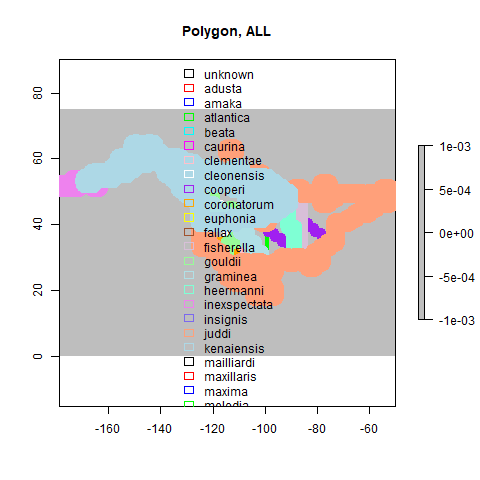 Polygon, ALL
unknown
adusta
amaka
atlantica
beata
caurina
clementae
cleonensis
cooperi
coronatorum
euphonia
fallax
fisherella
gouldii
graminea
heermanni
inexspectata
insignis
juddi
kenaiensis
mailliardi
maxillaris
maxima
melodia
80
60
40
20
0
-160
-140
-120
-100
-80
-60
1e-03
5e-04
0e+00
-5e-04
-1e-03